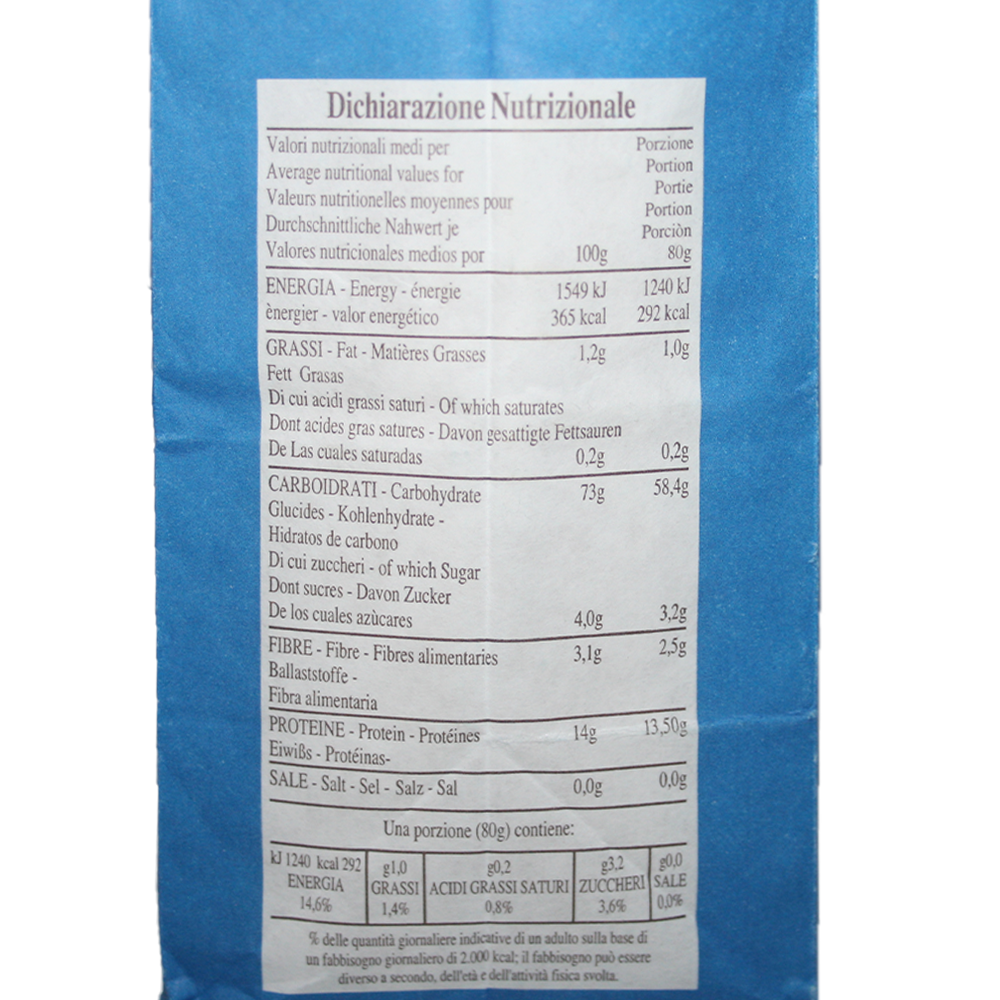 Dichiarazione Nutrizionale
Valori nutrizionali medi per Porzione
Average nutritional values for Portion
Valeurs nutritionelles moyennes pour Portie
Durchschnittliche Nahwert je Portion
Porciòn
Valores nutricionales medios por 100g 80g
ENERGIA - Energy - énergie 1549 kJ 1240 kJ
ènergier - valor energético 365 kcal 292 kcal
GRASSI - Fat - Matières Grasses 1,2g 1,0g
Fett Grasas
Di cui acidi grassi saturi - Of which saturates
Dont acides gras satures - Davon gesattigte Fettsauren
De Las cuales saturadas 0,2g 0,2g
CARBOIDRATI - Carbohydrate 73g 58,4g
Glucides - Kohlenhydrate -
Hidratos de carbono
Di cui zuccheri - of which Sugar
Dont sucres - Davon Zucker
De los cuales azùcares 4,0g 3,2g
FIBRE - Fibre - Fibres alimentaries 3,1g 2,5g
Ballaststoffe -
Fibra alimentaria
PROTEINE - Protein - Protéines 14g 13,50g
Eiwißs - Protéinas-
SALE - Salt - Sel - Salz - Sal 0,0g 0,0g
Una porzione (80g) contiene:
kJ 1240 kcal 292 g1,0 g0,2 g3,2 g0,0
ENERGIA GRASSI ACIDI GRASSI SATURI ZUCCHERI SALE
14,6% 1,4% 0,8% 3,6% 0,0%
% delle quantità giornaliere indicative di un adulto sulla base di
un fabbisogno giornaliero di 2.000 kcal; il fabbisogno può essere
diverso a secondo, dell'età e dell'attività fisica svolta.